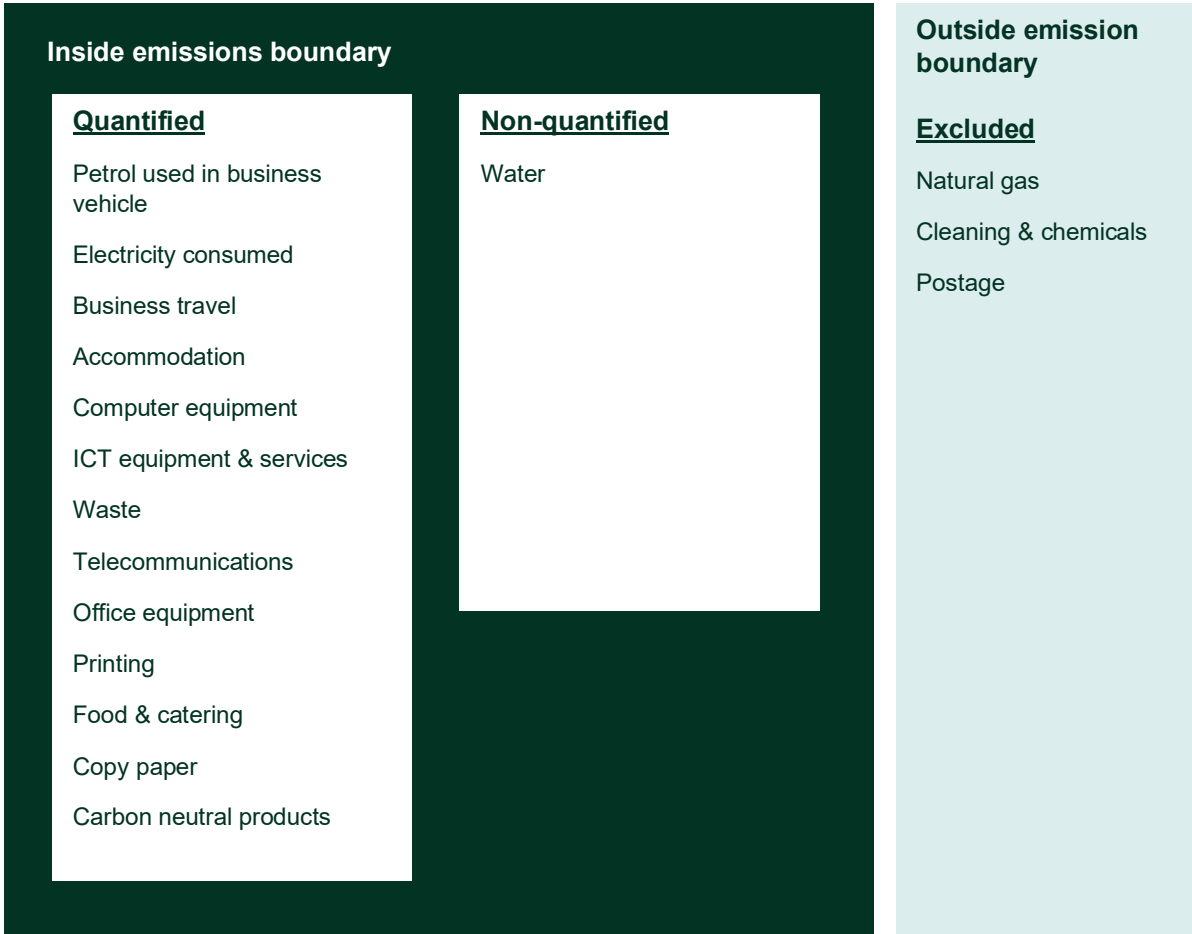 Inside emissions boundary
Quantified
Petrol used in business
vehicle
Electricity consumed
Business travel
Accommodation
Computer equipment
ICT equipment & services
Waste
Telecommunications
Office equipment
Printing
Food & catering
Copy paper
Carbon neutral products
Non-quantified
Water
Outside emission
boundary
Excluded
Natural gas
Cleaning & chemicals
Postage